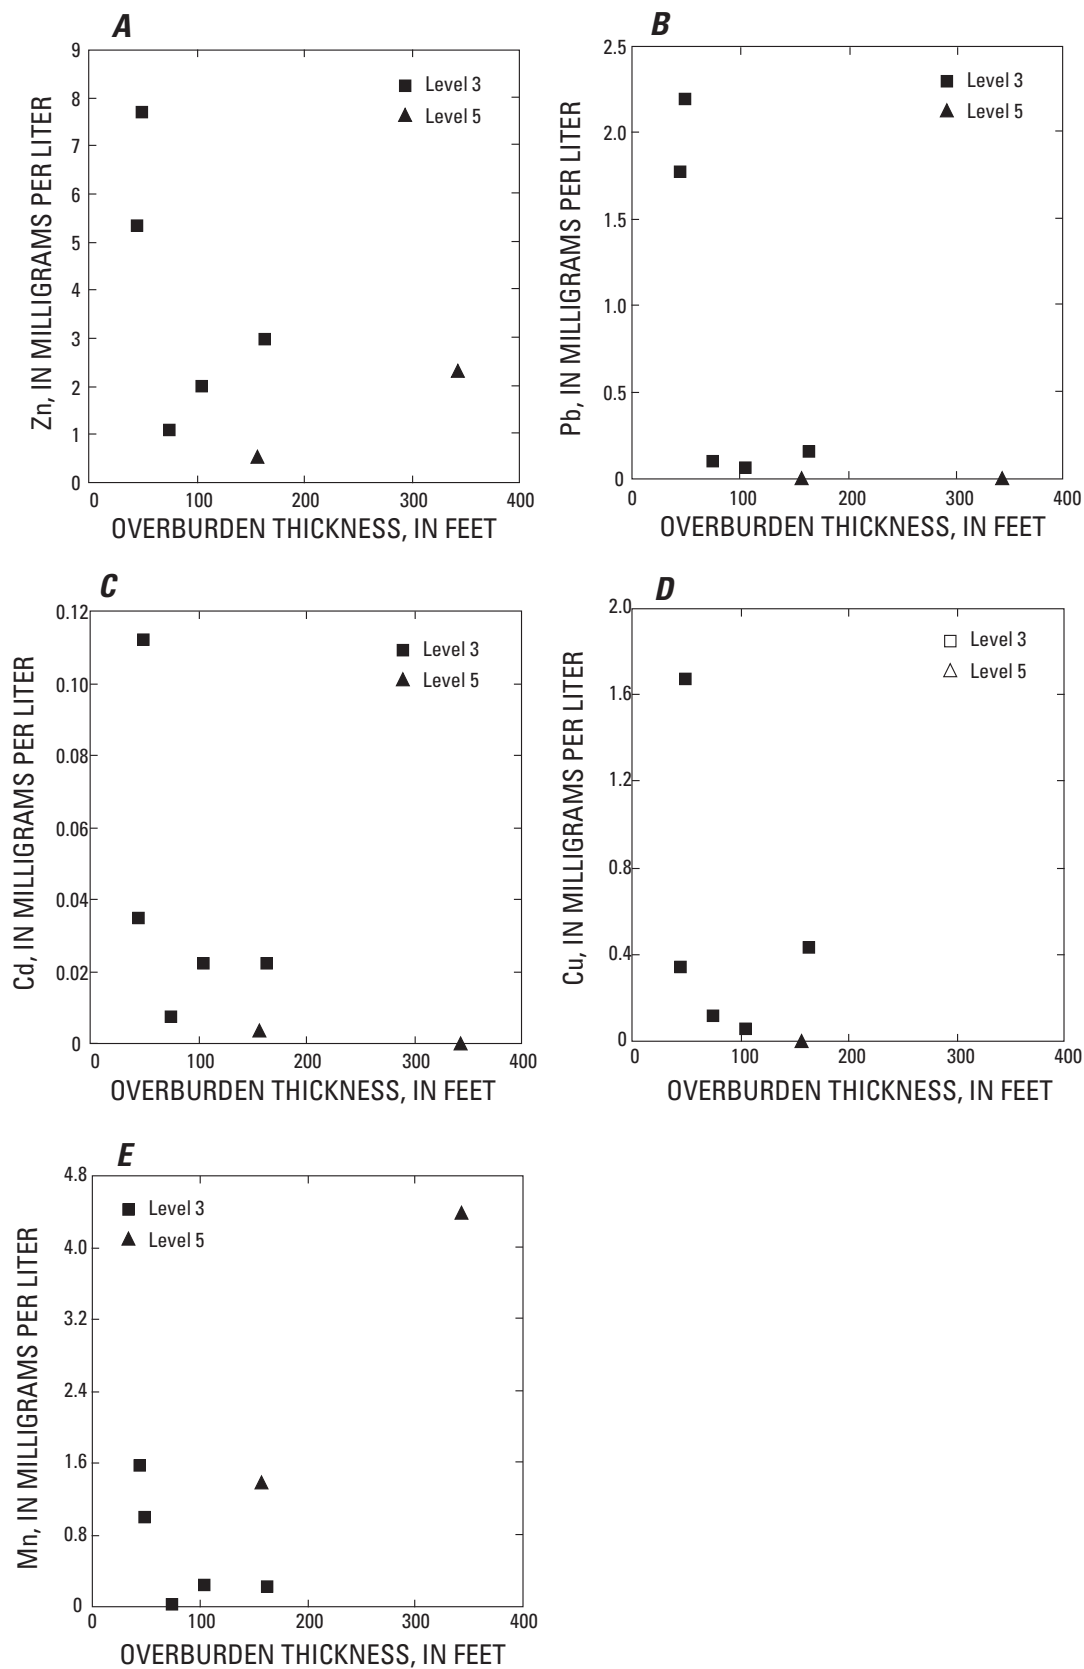 A
Zn, IN MILLIGRAMS PER LITER
9
8
7
6
5
4
3
2
1
0
Level 3
Level 5
0 100 200 300 400
OVERBURDEN THICKNESS, IN FEET
B
Pb, IN MILLIGRAMS PER LITER
2.5
2.0
1.5
1.0
0.5
0
Level 3
Level 5
0 100 200 300 400
OVERBURDEN THICKNESS, IN FEET
C
Cd, IN MILLIGRAMS PER LITER
0.12
0.10
0.08
0.06
0.04
0.02
0
Level 3
Level 5
0 100 200 300 400
OVERBURDEN THICKNESS, IN FEET
D
Cu, IN MILLIGRAMS PER LITER
2.0
1.6
1.2
0.8
0.4
0
Level 3
Level 5
0 100 200 300 400
OVERBURDEN THICKNESS, IN FEET
E
Mn, IN MILLIGRAMS PER LITER
4.8
4.0
3.2
2.4
1.6
0.8
0
Level 3
Level 5
0 100 200 300 400
OVERBURDEN THICKNESS, IN FEET